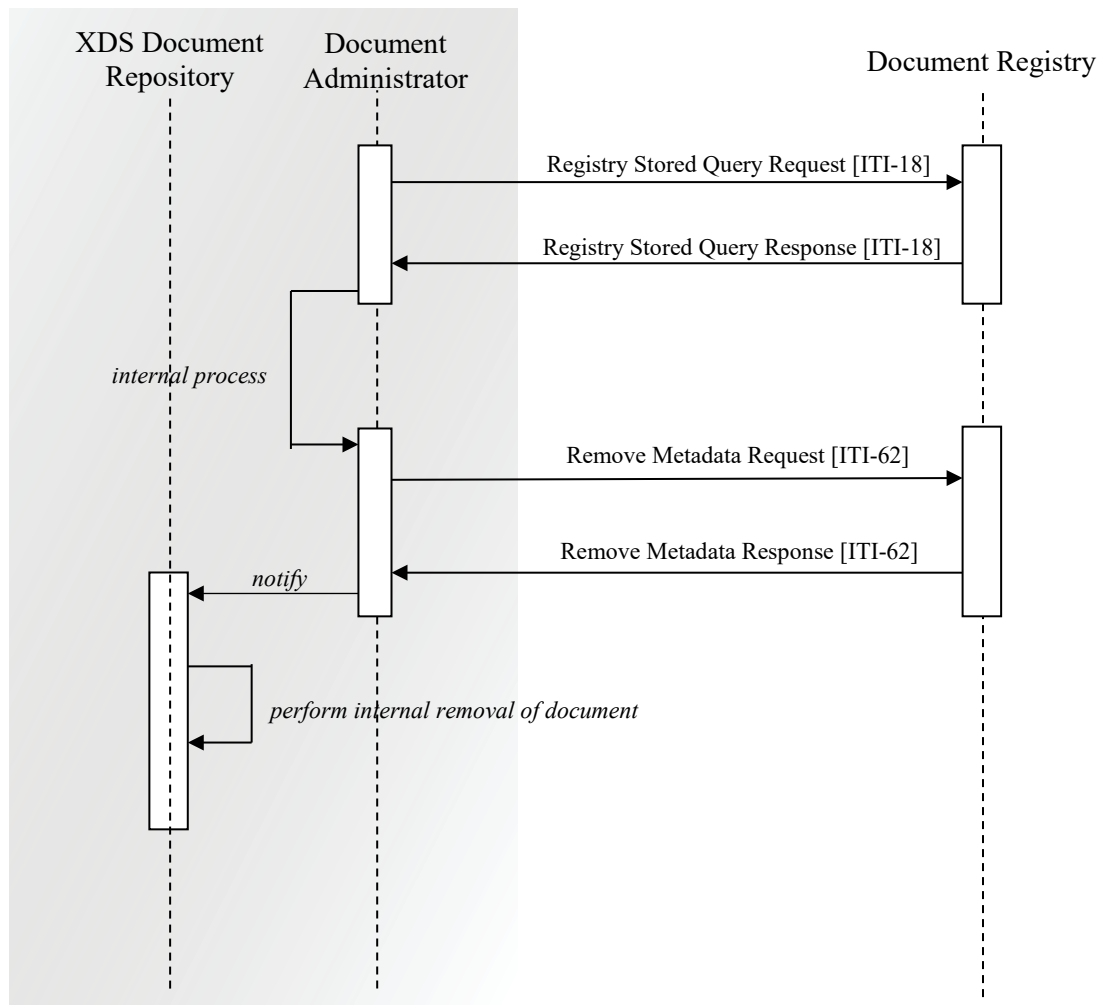 XDS Document
Repository
Document
Administrator
Document Registry
Registry Stored Query Request [ITI-18]
Registry Stored Query Response [ITI-18]
internal process
Remove Metadata Request [ITI-62]
Remove Metadata Response [ITI-62]
notify
perform internal removal of document